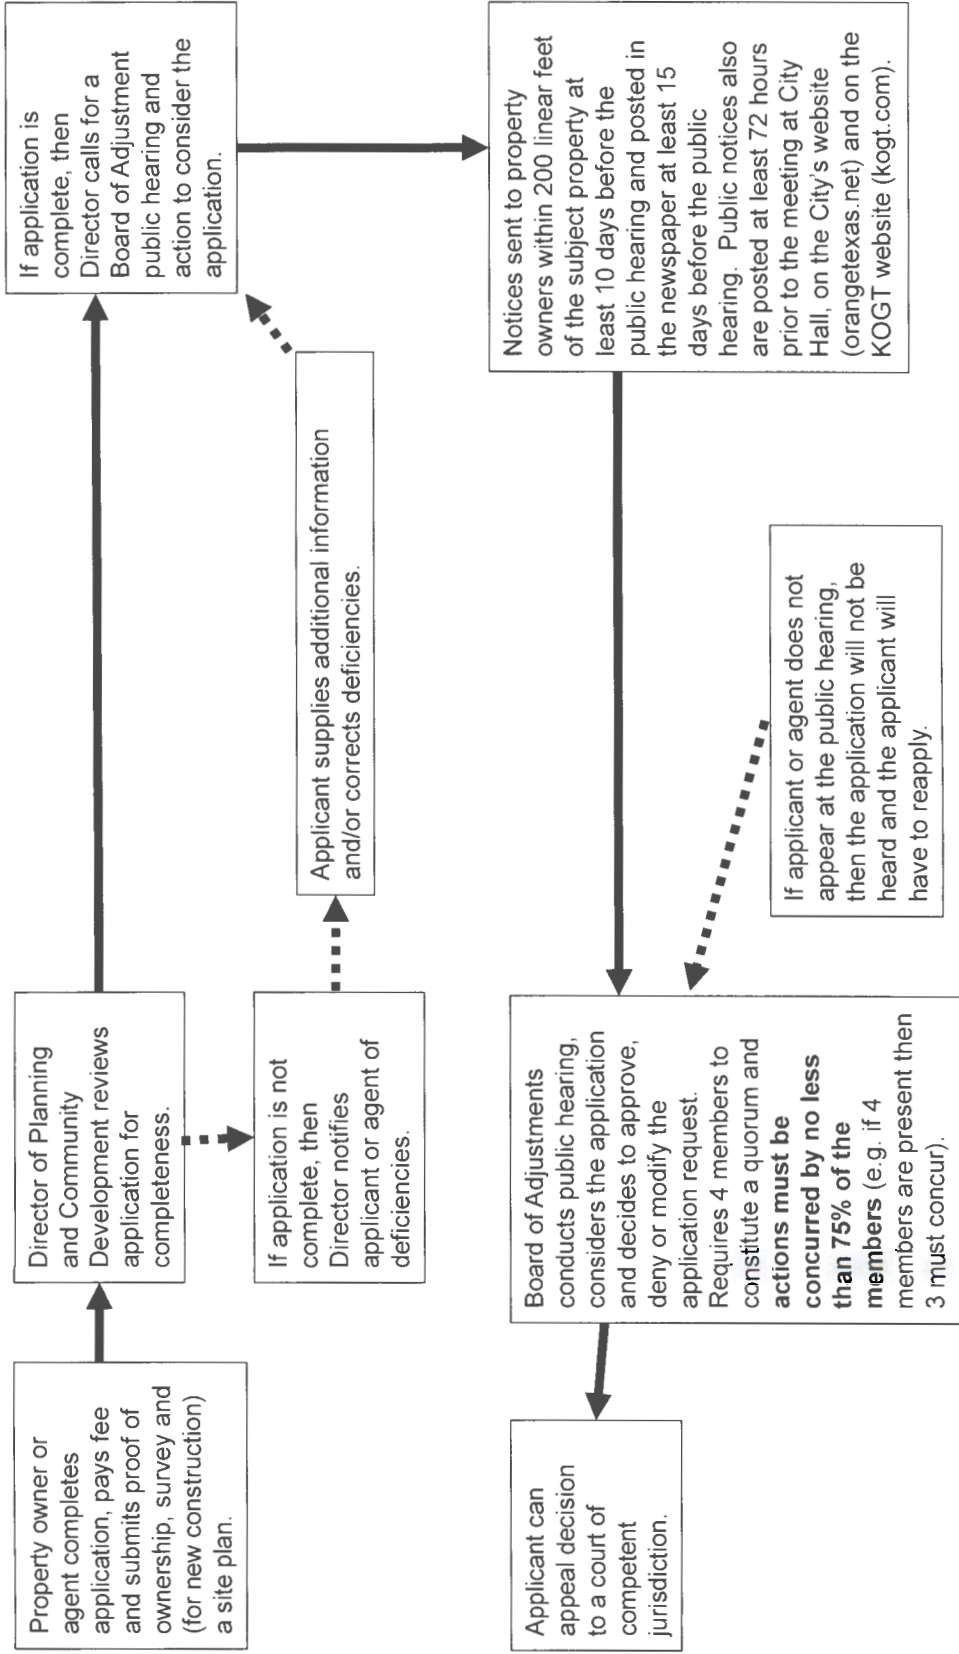 Property owner or
agent completes
application, pays fee
and submits proof of
ownership, survey and
(for new construction)
a site plan.
Director of Planning
and Community
Development reviews
application for
completeness.
If application is not
complete, then
Director notifies
applicant or agent of
deficiencies.
Applicant supplies additional information
and/or corrects deficiencies.
If application is
complete, then
Director calls for a
Board of Adjustment
public hearing and
action to consider the
application.
Notices sent to property
owners within 200 linear feet
of the subject property at
least 10 days before the
public hearing and posted in
the newspaper at least 15
days before the public
hearing. Public notices also
are posted at least 72 hours
prior to the meeting at City
Hall, on the City's website
(orangetexas.net) and on the
KOGT website (kogt.com).
Board of Adjustments
conducts public hearing,
considers the application
and decides to approve,
deny or modify the
application request.
Requires 4 members to
constitute a quorum and
actions must be
concurred by no less
than 75% of the
members (e.g. if 4
members are present then
3 must concur).
If applicant or agent does not
appear at the public hearing,
then the application will not be
heard and the applicant will
have to reapply.
Applicant can
appeal decision
to a court of
competent
jurisdiction.